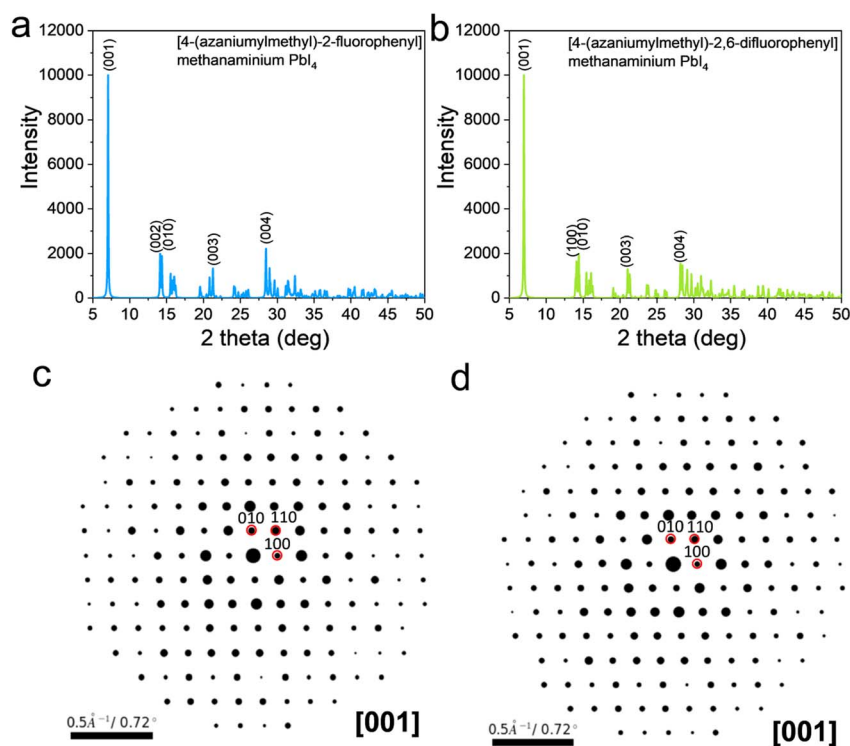 a
[4-(azaniumylmethyl)-2-fluorophenyl]
methanaminium PbI₄
(001)
(002)
(010)
(003)
(004)
Intensity
12000
10000
8000
6000
4000
2000
0
5 10 15 20 25 30 35 40 45 50
2 theta (deg)
b
[4-(azaniumylmethyl)-2,6-difluorophenyl]
methanaminium PbI₄
(001)
(100)
(010)
(003)
(004)
Intensity
12000
10000
8000
6000
4000
2000
0
5 10 15 20 25 30 35 40 45 50
2 theta (deg)
c
010 110
100
0.5Å⁻¹/ 0.72°
[001]
d
010 110
100
0.5Å⁻¹/ 0.72°
[001]